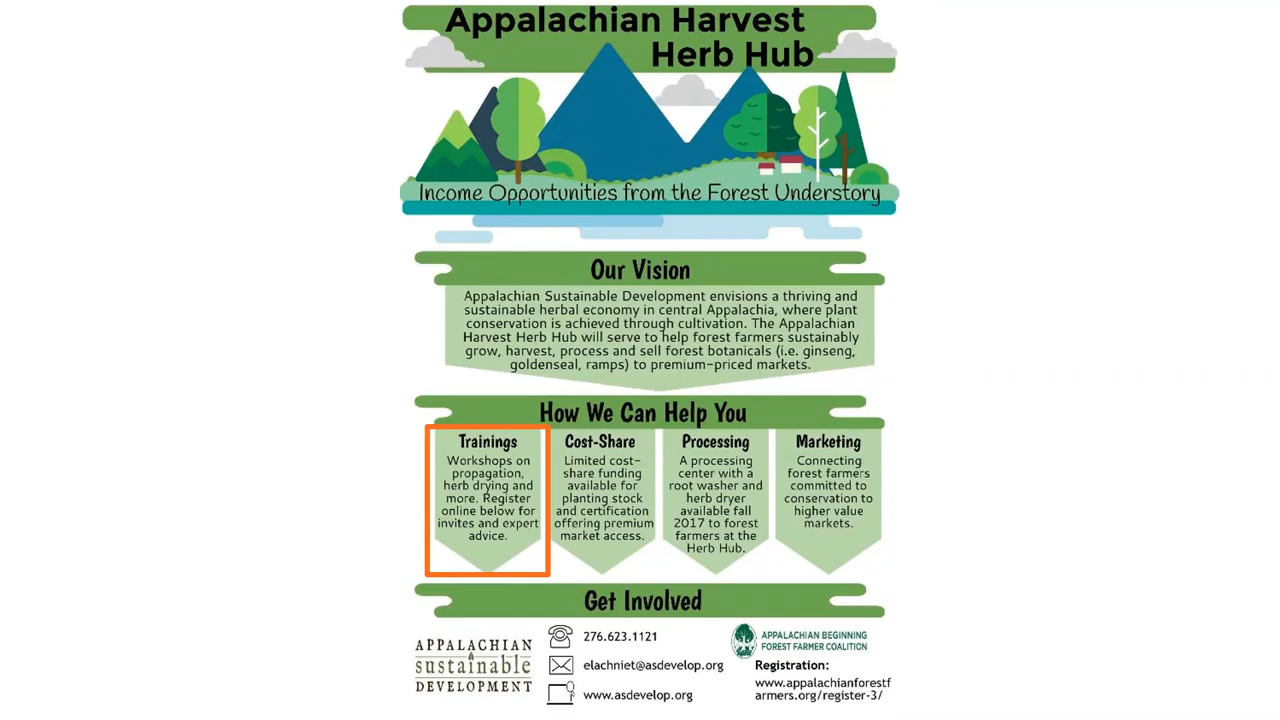 Appalachian Harvest
Herb Hub
Income Opportunities from the Forest Understory
Our Vision
Appalachian Sustainable Development envisions a thriving and
sustainable herbal economy in central Appalachia, where plant
conservation is achieved through cultivation. The Appalachian
Harvest Herb Hub will serve to help forest farmers sustainably
grow, harvest, process and sell forest botanicals (i.e. ginseng,
goldenseal, ramps) to premium-priced markets.
How We Can Help You
Trainings
Workshops on
propagation,
herb drying and
more. Register
online below for
invites and expert
advice.
Cost-Share
Limited cost-
share funding
available for
planting stock
and certification
offering premium
market access.
Processing
A processing
center with a
root washer and
herb dryer
available fall
2017 to forest
farmers at the
Herb Hub.
Marketing
Connecting
forest farmers
committed to
conservation to
higher value
markets.
Get Involved
APPALACHIAN
sustainable
DEVELOPMENT
276.623.1121
elachniet@asdevelop.org
www.asdevelop.org
APPALACHIAN BEGINNING
FOREST FARMER COALITION
Registration:
www.appalachianforestf
armers.org/register-3/